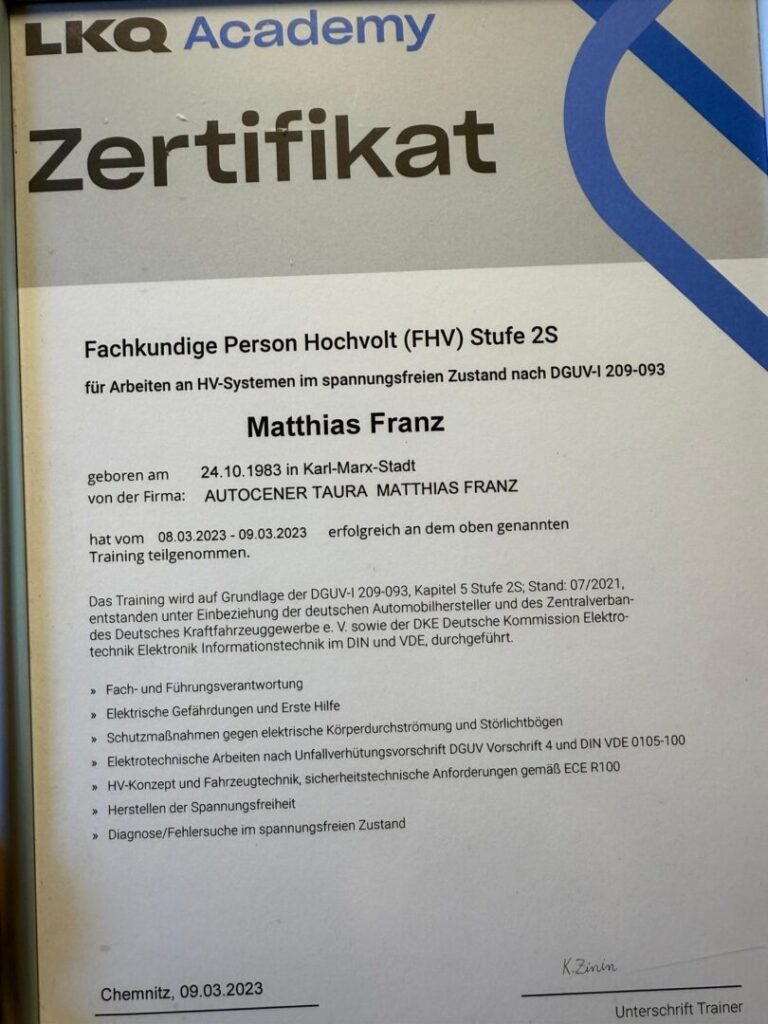 LKQ Academy
Zertifikat
Fachkundige Person Hochvolt (FHV) Stufe 2S
für Arbeiten an HV-Systemen im spannungsfreien Zustand nach DGUV-I 209-093
Matthias Franz
geboren am 24.10.1983 in Karl-Marx-Stadt
von der Firma: AUTOCENER TAURA MATTHIAS FRANZ
hat vom 08.03.2023 - 09.03.2023 erfolgreich an dem oben genannten
Training teilgenommen.
Das Training wird auf Grundlage der DGUV-I 209-093, Kapitel 5 Stufe 2S; Stand: 07/2021,
entstanden unter Einbeziehung der deutschen Automobilhersteller und des Zentralverban-
des Deutsches Kraftfahrzeuggewerbe e. V. sowie der DKE Deutsche Kommission Elektro-
technik Elektronik Informationstechnik im DIN und VDE, durchgeführt.
» Fach- und Führungsverantwortung
» Elektrische Gefährdungen und Erste Hilfe
» Schutzmaßnahmen gegen elektrische Körperdurchströmung und Störlichtbögen
» Elektrotechnische Arbeiten nach Unfallverhütungsvorschrift DGUV Vorschrift 4 und DIN VDE 0105-100
» HV-Konzept und Fahrzeugtechnik, sicherheitstechnische Anforderungen gemäß ECE R100
» Herstellen der Spannungsfreiheit
» Diagnose/Fehlersuche im spannungsfreien Zustand
K.Zinin
Chemnitz, 09.03.2023
Unterschrift Trainer